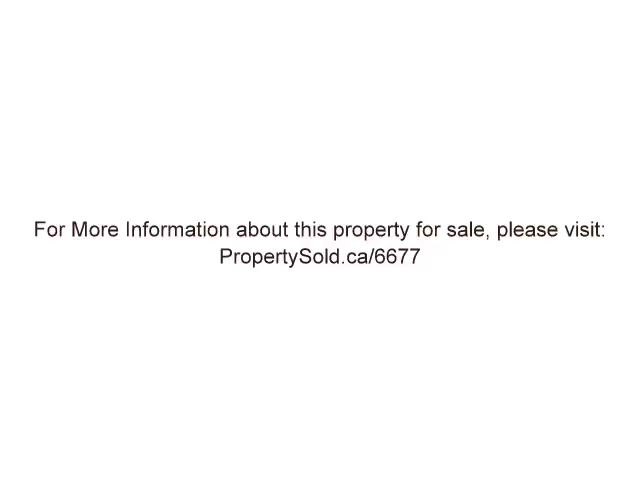 For More Information about this property for sale, please visit:
PropertySold.ca/6677